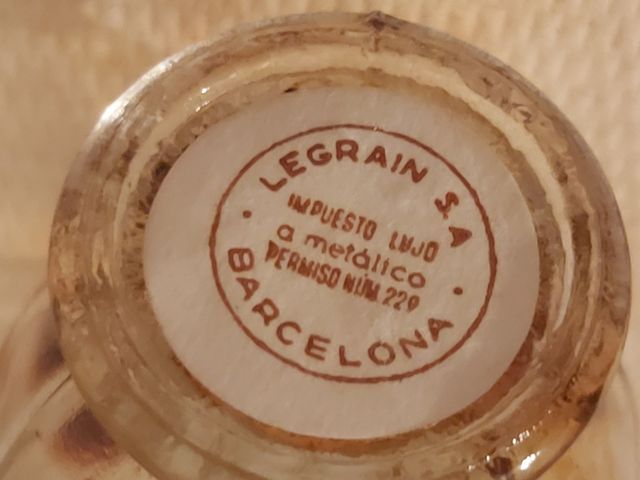 LEGRAIN S.A
IMPUESTO LUJO
a metálico
PERMISO NÚM. 229
BARCELONA